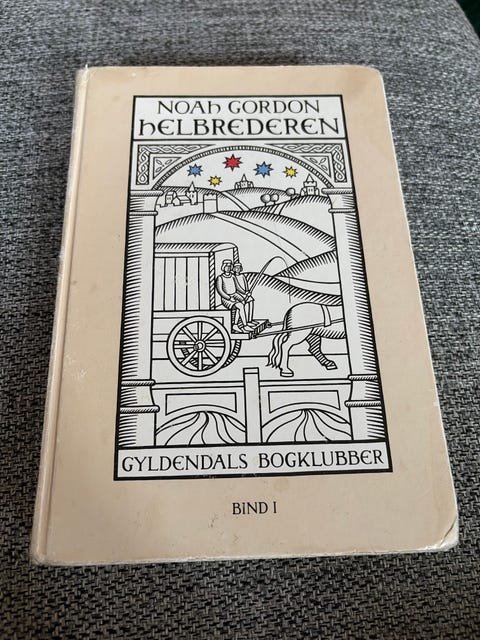 NOAh GORDON
hELBREDEREN
GYLDENDALS BOGKLUBBER
BIND I